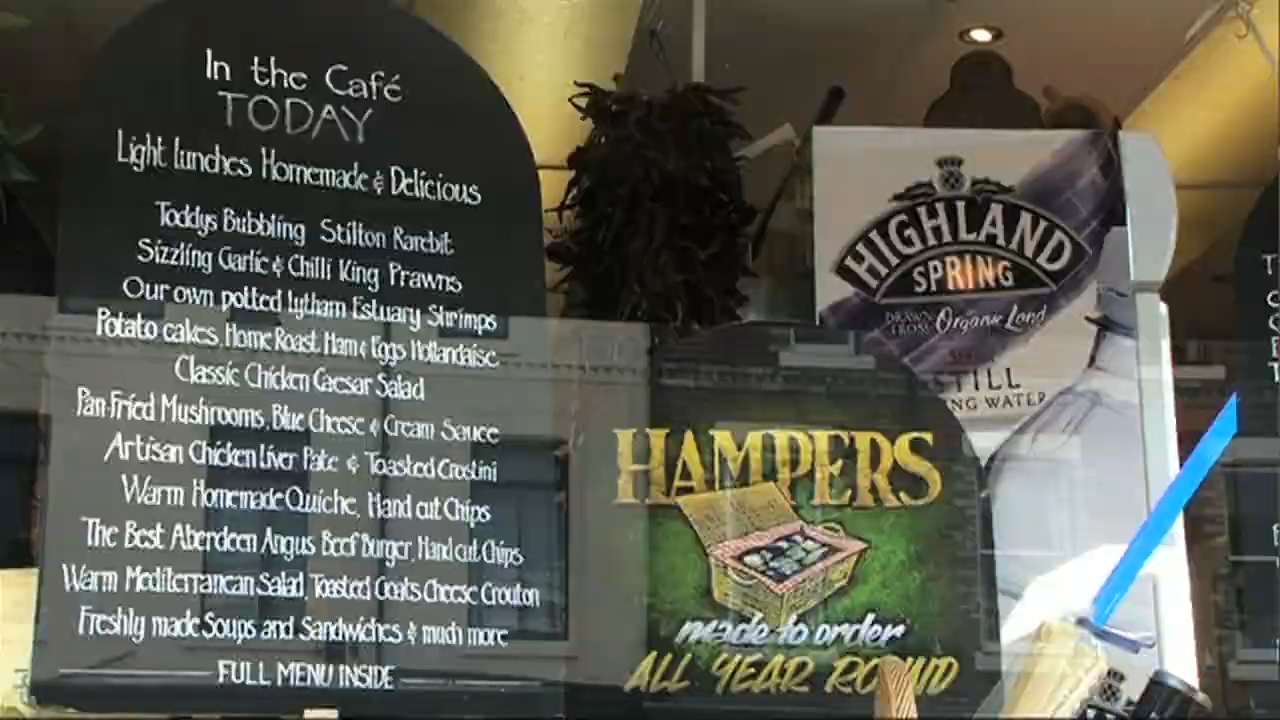 In the Café
TODAY
Light lunches Homemade & Delicious
Toddys Bubbling Stilton Rarebit
Sizzling Garlic & Chilli King Prawns
Our own potted Lytham Estuary Shrimps
Potato cakes, Home Roast Ham & Eggs Hollandaise
Classic Chicken Caesar Salad
Pan-Fried Mushrooms, Blue Cheese & Cream Sauce
Artisan Chicken Liver Pate & Toasted Crostini
Warm Homemade Quiche, Hand cut Chips
The Best Aberdeen Angus Beef Burger, Hand cut Chips
Warm Mediterranean Salad, Toasted Goats Cheese Crouton
Freshly made Soups and Sandwiches & much more
FULL MENU INSIDE
HIGHLAND
SPRING
DRAWN
FROM Organic Land
STILL
NG WATER
HAMPERS
made to order
ALL YEAR ROUND